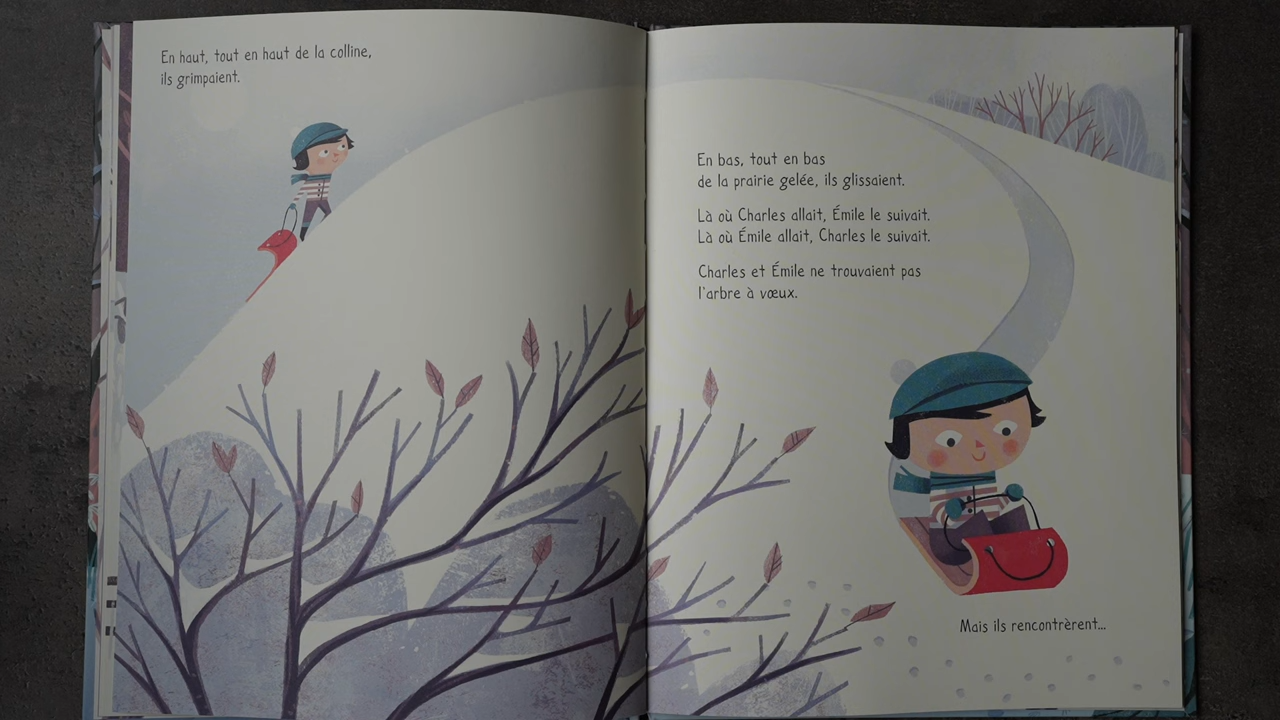 En haut, tout en haut de la colline,
ils grimpaient.
En bas, tout en bas
de la prairie gelée, ils glissaient.
Là où Charles allait, Émile le suivait.
Là où Émile allait, Charles le suivait.
Charles et Émile ne trouvaient pas
l'arbre à vœux.
Mais ils rencontrèrent...